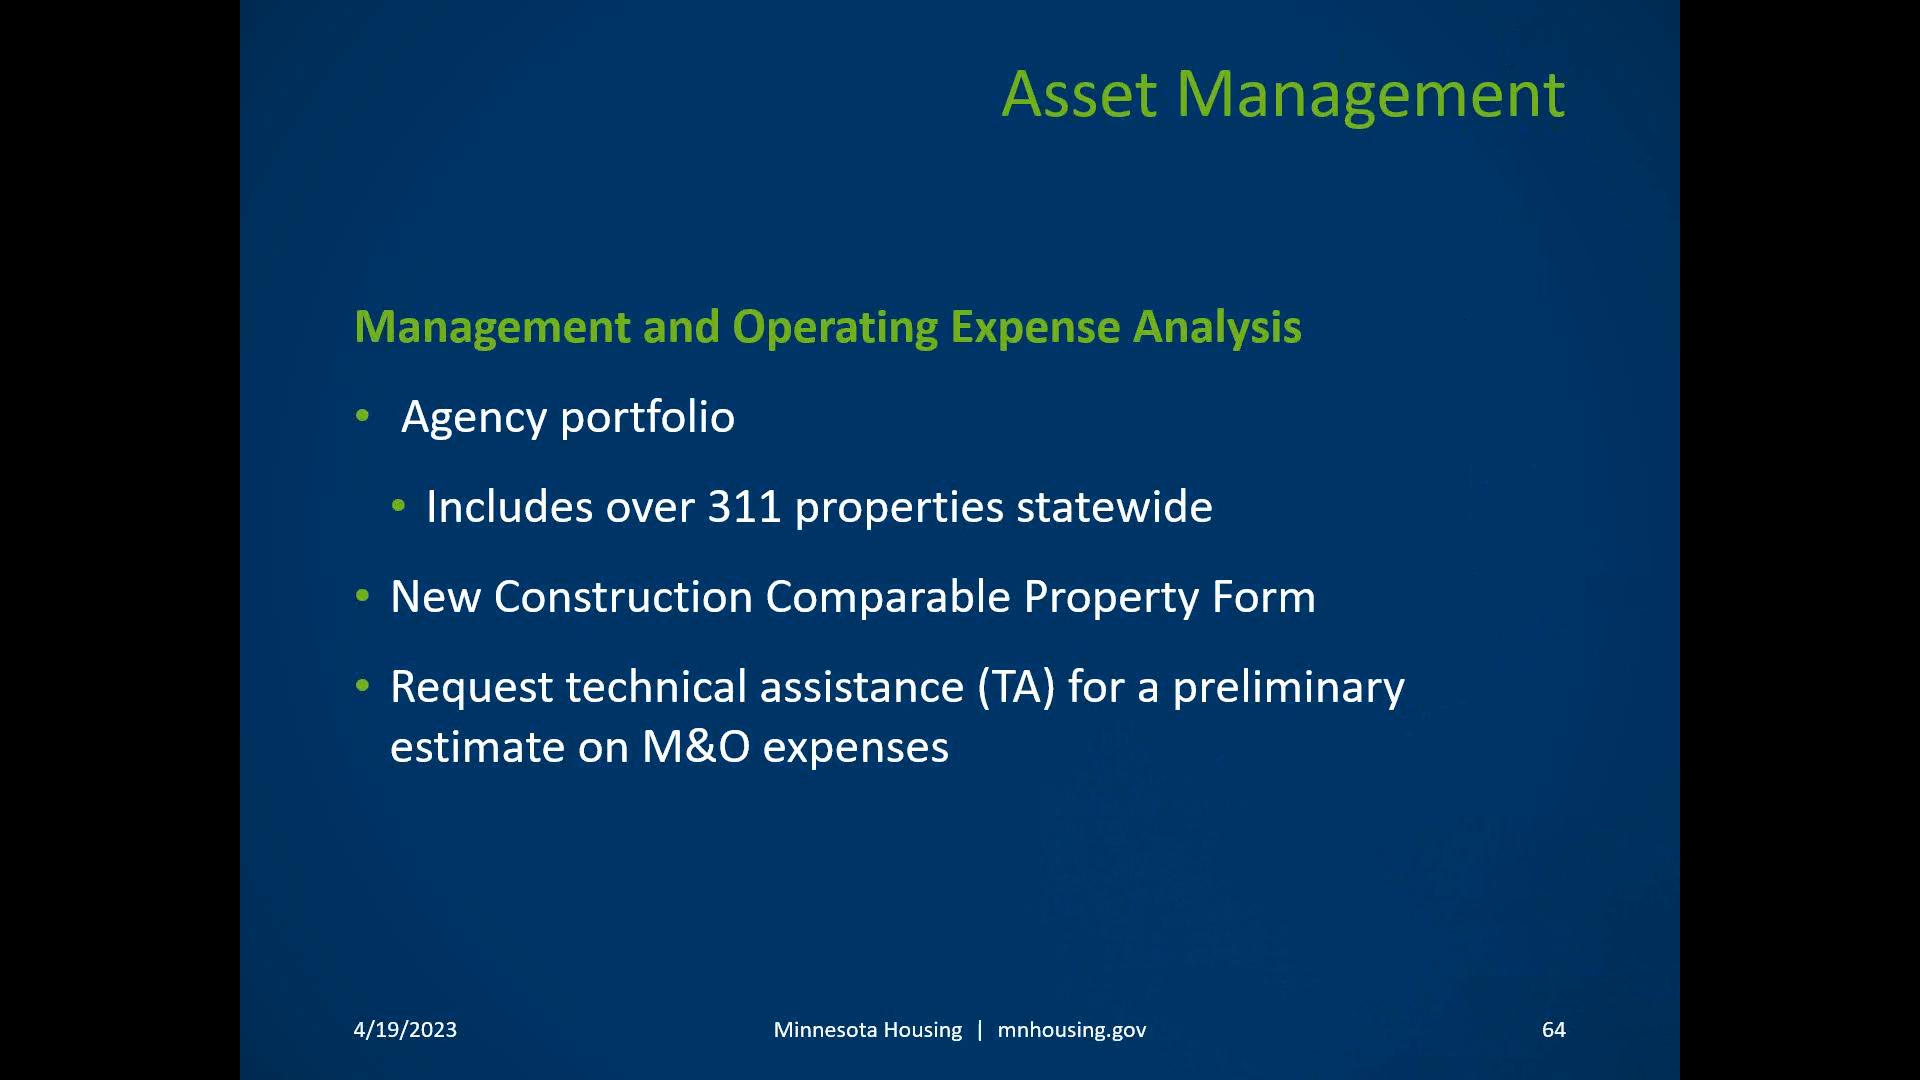 Asset Management
Management and Operating Expense Analysis
• Agency portfolio
• Includes over 311 properties statewide
• New Construction Comparable Property Form
• Request technical assistance (TA) for a preliminary
estimate on M&O expenses
4/19/2023
Minnesota Housing | mnhousing.gov
64